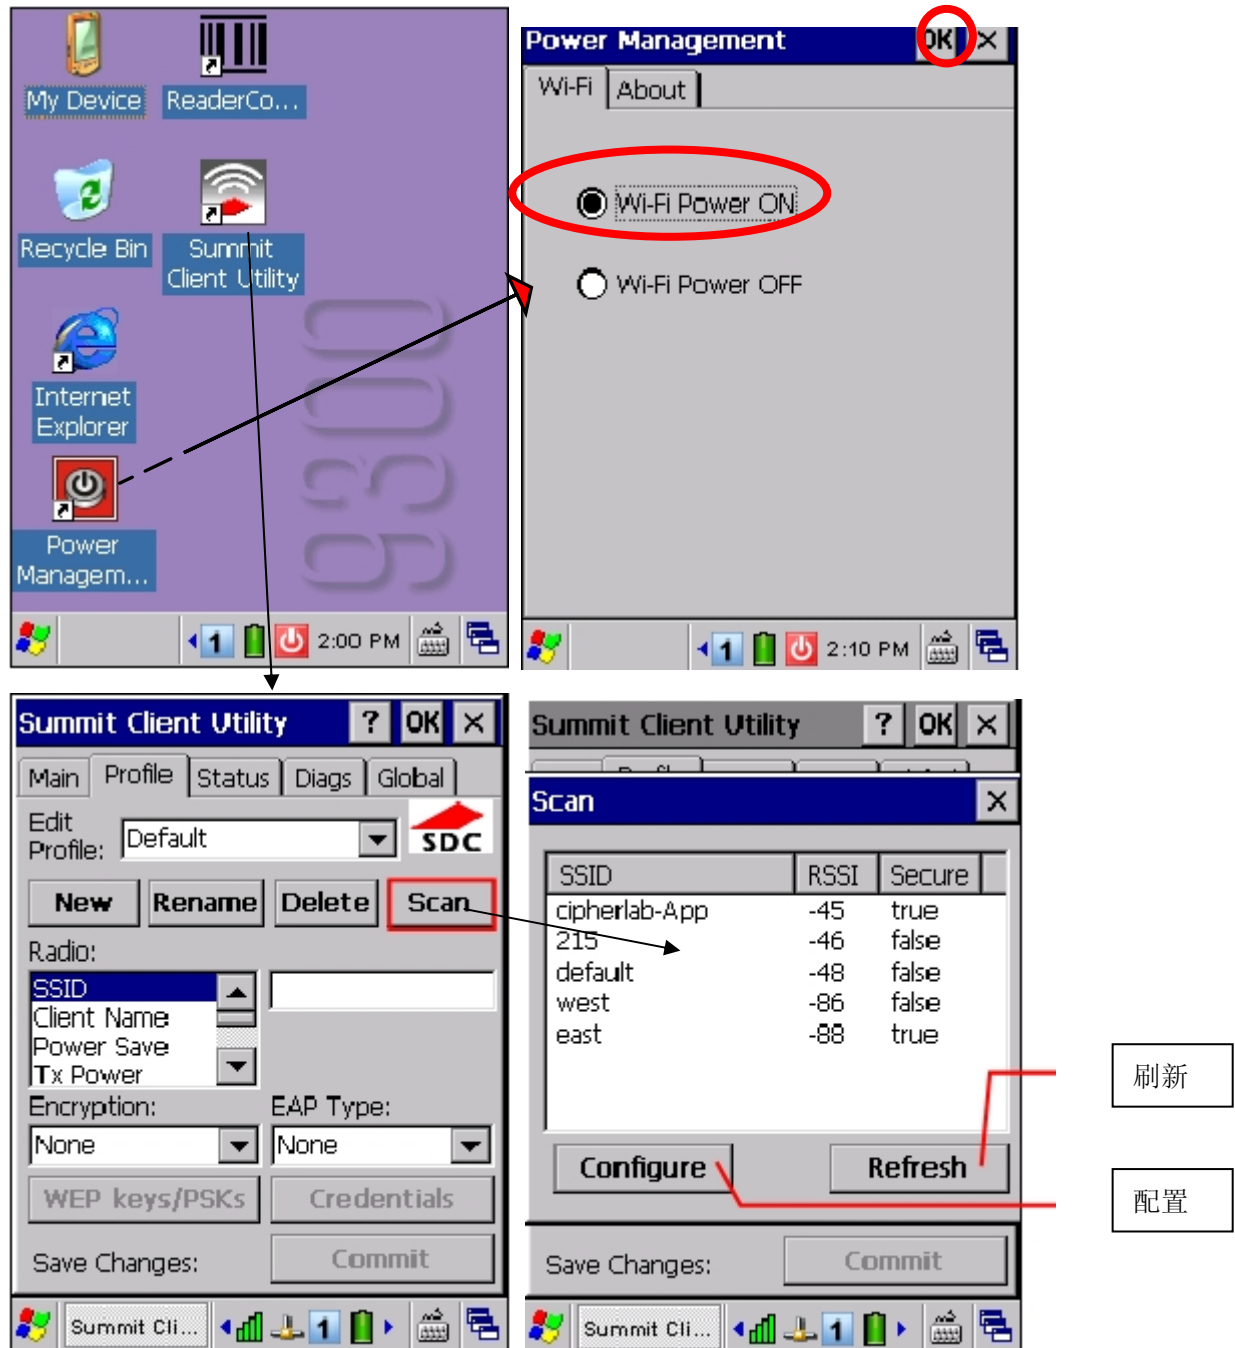 My Device
ReaderCo...
Recycle Bin
Summit
Client Utility
Internet
Explorer
Power
Managem...
9300
1
2:00 PM
Power Management
OK
Wi-Fi
About
Wi-Fi Power ON
Wi-Fi Power OFF
1
2:10 PM
Summit Client Utility
?
OK
Main
Profile
Status
Diags
Global
Edit
Profile:
Default
SDC
New
Rename
Delete
Scan
Radio:
SSID
Client Name
Power Save
Tx Power
Encryption:
EAP Type:
None
None
WEP keys/PSKs
Credentials
Save Changes:
Commit
Summit Cli...
1
Summit Client Utility
?
OK
Scan
SSID RSSI Secure
cipherlab-App -45 true
215 -46 false
default -48 false
west -86 false
east -88 true
Configure
Refresh
Save Changes:
Commit
Summit Cli...
1
刷新
配置